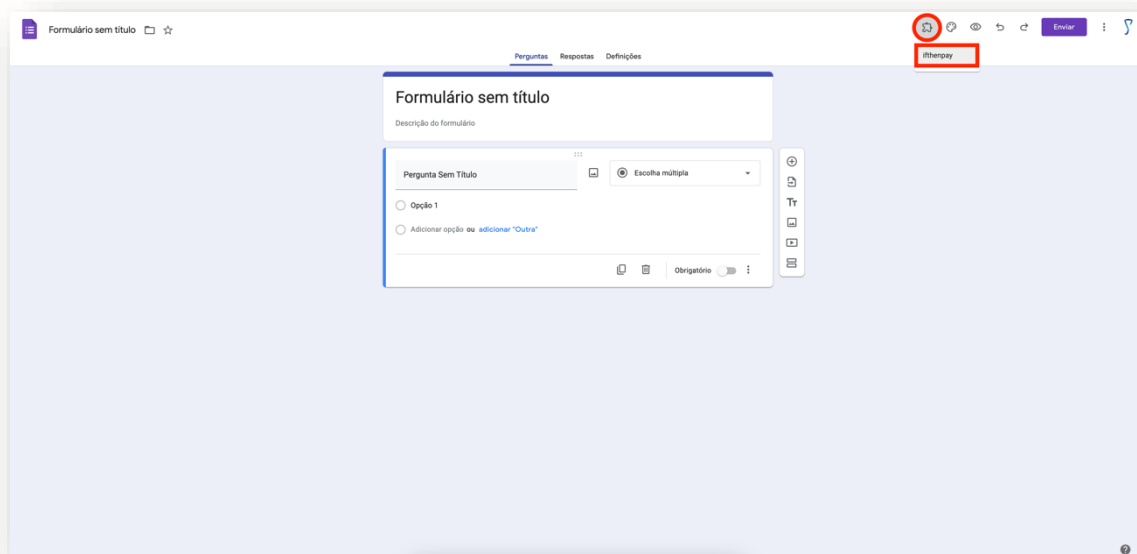 Formulário sem título
Enviar
ifthenpay
Perguntas Respostas Definições
Formulário sem título
Descrição do formulário
Pergunta Sem Título
Escolha múltipla
Opção 1
Adicionar opção ou adicionar "Outra"
Obrigatório
Tт